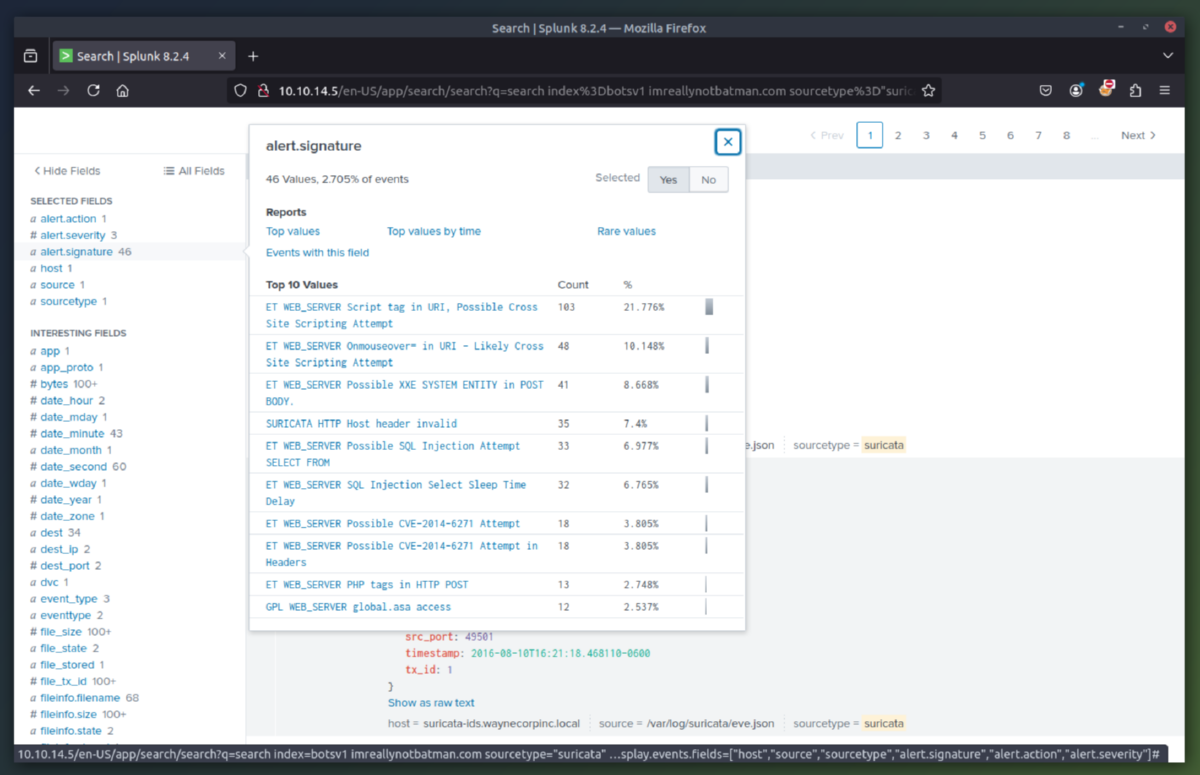 Search | Splunk 8.2.4 — Mozilla Firefox
Search | Splunk 8.2.4
10.10.14.5/en-US/app/search/search?q=search index%3Dbotsv1 imreallynotbatman.com sourcetype%3D"suric
< Prev 1 2 3 4 5 6 7 8 ... Next >
< Hide Fields
All Fields
SELECTED FIELDS
a alert.action 1
# alert.severity 3
a alert.signature 46
a host 1
a source 1
a sourcetype 1
INTERESTING FIELDS
a app 1
a app_proto 1
# bytes 100+
# date_hour 2
# date_mday 1
# date_minute 43
a date_month 1
# date_second 60
a date_wday 1
# date_year 1
# date_zone 1
a dest 34
a dest_ip 2
# dest_port 2
a dvc 1
a event_type 3
a eventtype 2
# file_size 100+
a file_state 2
a file_stored 1
# file_tx_id 100+
a fileinfo.filename 68
# fileinfo.size 100+
a fileinfo.state 2
alert.signature
46 Values, 2.705% of events
Selected Yes No
Reports
Top values Top values by time Rare values
Events with this field
Top 10 Values Count %
ET WEB_SERVER Script tag in URI, Possible Cross 103 21.776%
Site Scripting Attempt
ET WEB_SERVER Onmouseover= in URI - Likely Cross 48 10.148%
Site Scripting Attempt
ET WEB_SERVER Possible XXE SYSTEM ENTITY in POST 41 8.668%
BODY.
SURICATA HTTP Host header invalid 35 7.4%
ET WEB_SERVER Possible SQL Injection Attempt 33 6.977%
SELECT FROM
ET WEB_SERVER SQL Injection Select Sleep Time 32 6.765%
Delay
ET WEB_SERVER Possible CVE-2014-6271 Attempt 18 3.805%
ET WEB_SERVER Possible CVE-2014-6271 Attempt in 18 3.805%
Headers
ET WEB_SERVER PHP tags in HTTP POST 13 2.748%
GPL WEB_SERVER global.asa access 12 2.537%
e.json sourcetype = suricata
src_port: 49501
timestamp: 2016-08-10T16:21:18.468110-0600
tx_id: 1
}
Show as raw text
host = suricata-ids.waynecorpinc.local source = /var/log/suricata/eve.json sourcetype = suricata
10.10.14.5/en-US/app/search/search?q=search index=botsv1 imreallynotbatman.com sourcetype="suricata" ...splay.events.fields=["host","source","sourcetype","alert.signature","alert.action","alert.severity"]#